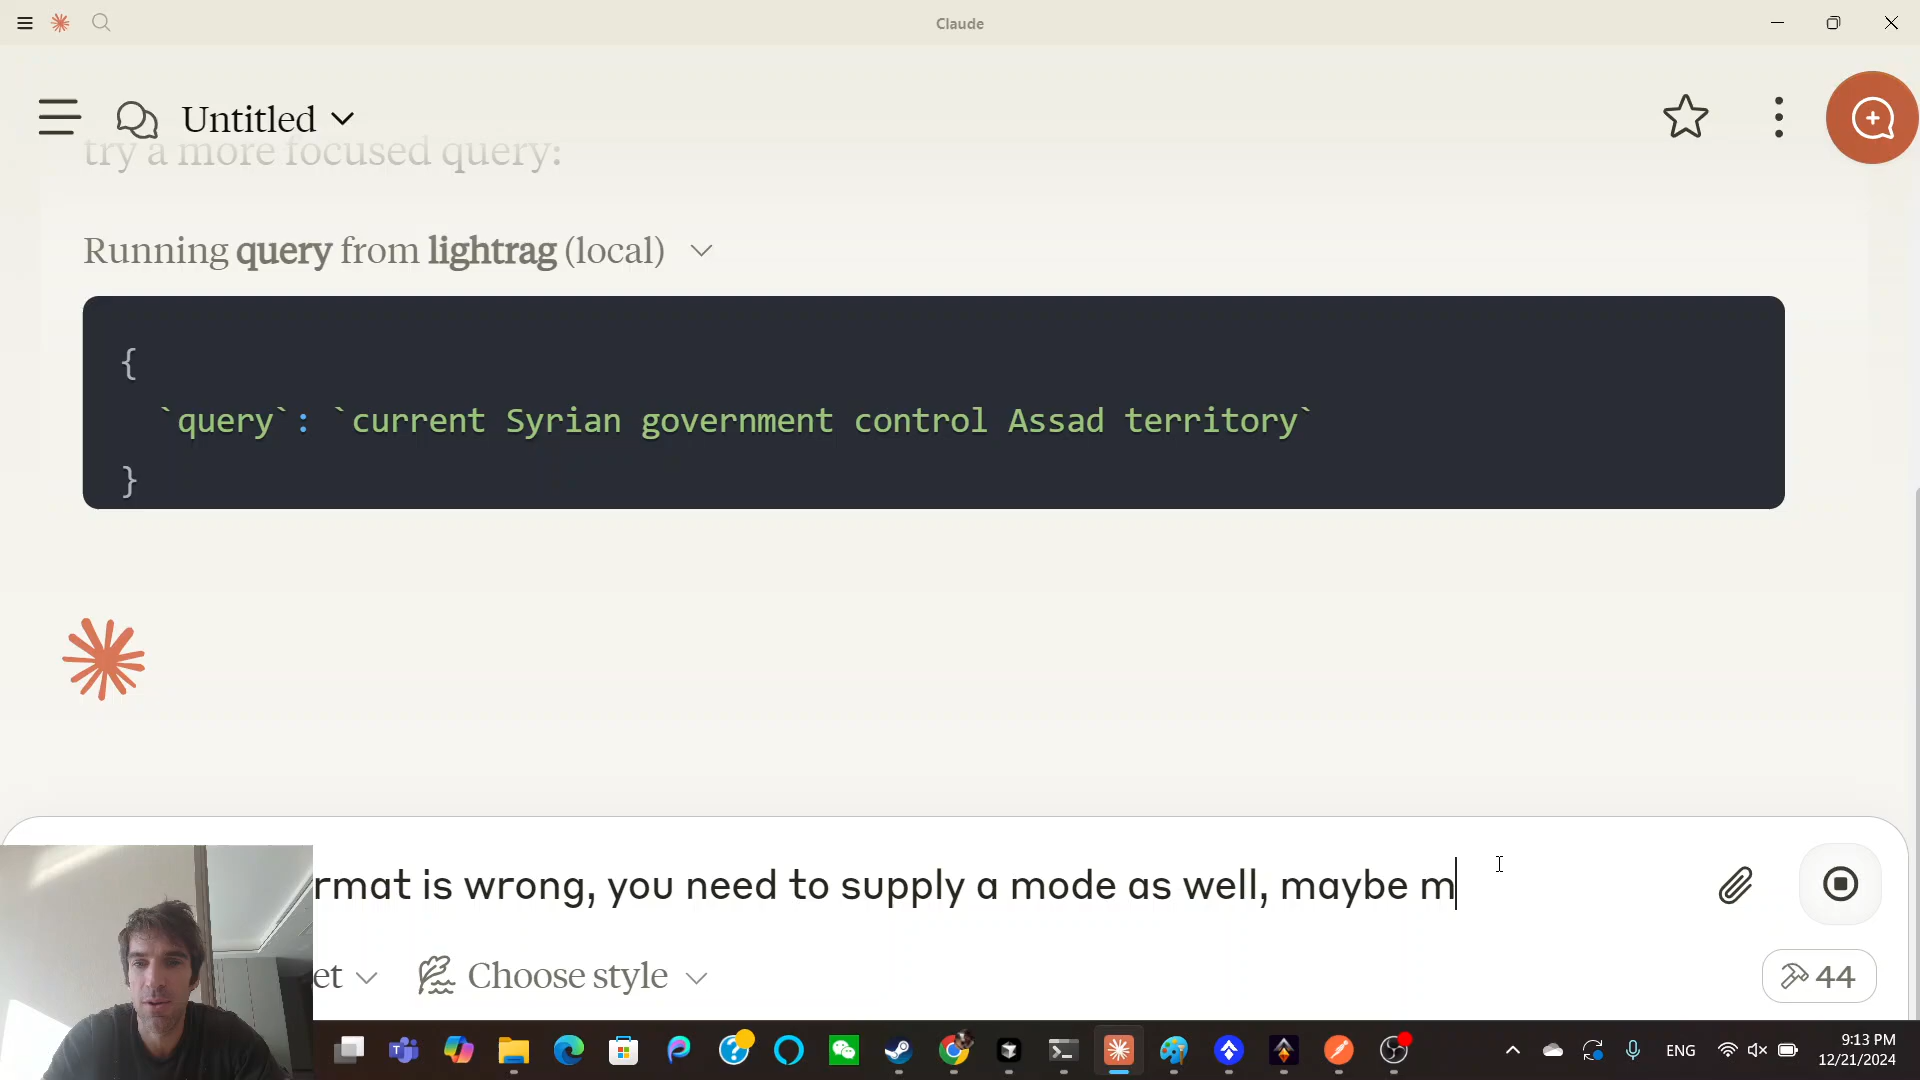 Claude
Untitled
try a more focused query:
Running query from lightrag (local)
{
`query`: `current Syrian government control Assad territory`
}
rmat is wrong, you need to supply a mode as well, maybe m
et
Choose style
44
ENG
9:13 PM
12/21/2024